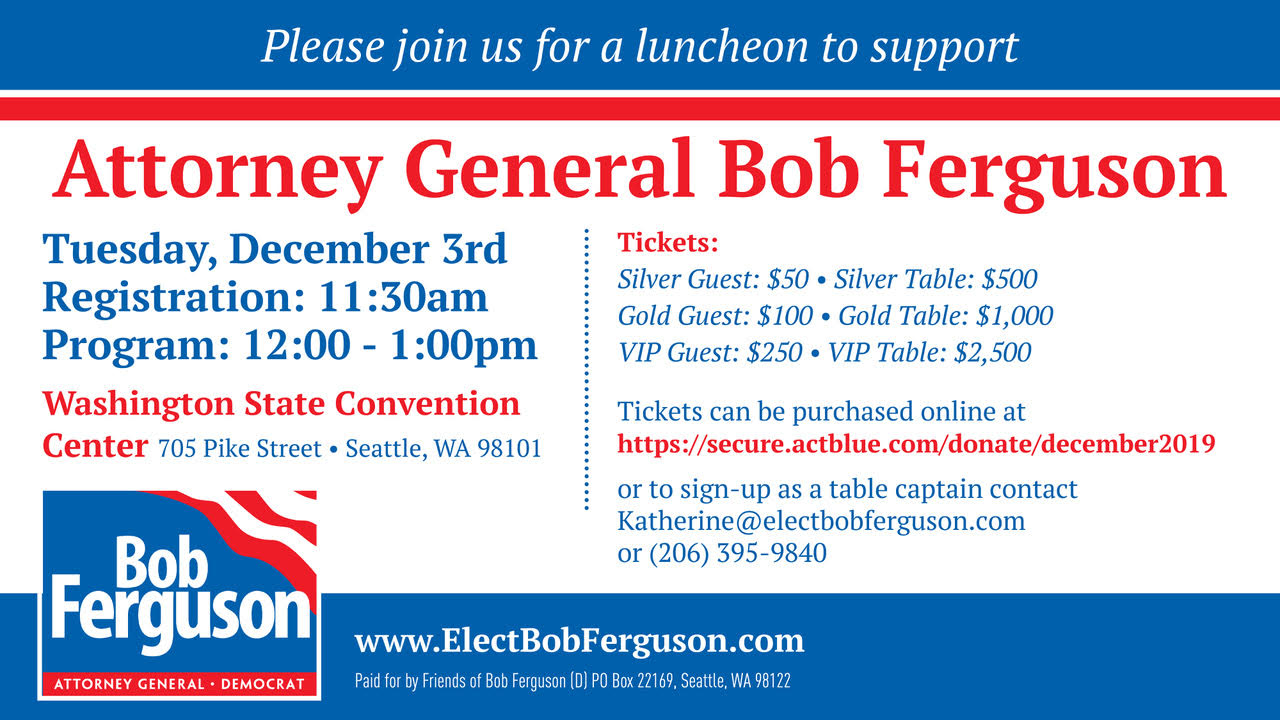 Please join us for a luncheon to support
Attorney General Bob Ferguson
Tuesday, December 3rd
Registration: 11:30am
Program: 12:00 - 1:00pm
Washington State Convention
Center 705 Pike Street • Seattle, WA 98101
Tickets:
Silver Guest: $50 • Silver Table: $500
Gold Guest: $100 • Gold Table: $1,000
VIP Guest: $250 • VIP Table: $2,500
Tickets can be purchased online at
https://secure.actblue.com/donate/december2019
or to sign-up as a table captain contact
Katherine@electbobferguson.com
or (206) 395-9840
Bob
Ferguson
ATTORNEY GENERAL • DEMOCRAT
www.ElectBobFerguson.com
Paid for by Friends of Bob Ferguson (D) PO Box 22169, Seattle, WA 98122